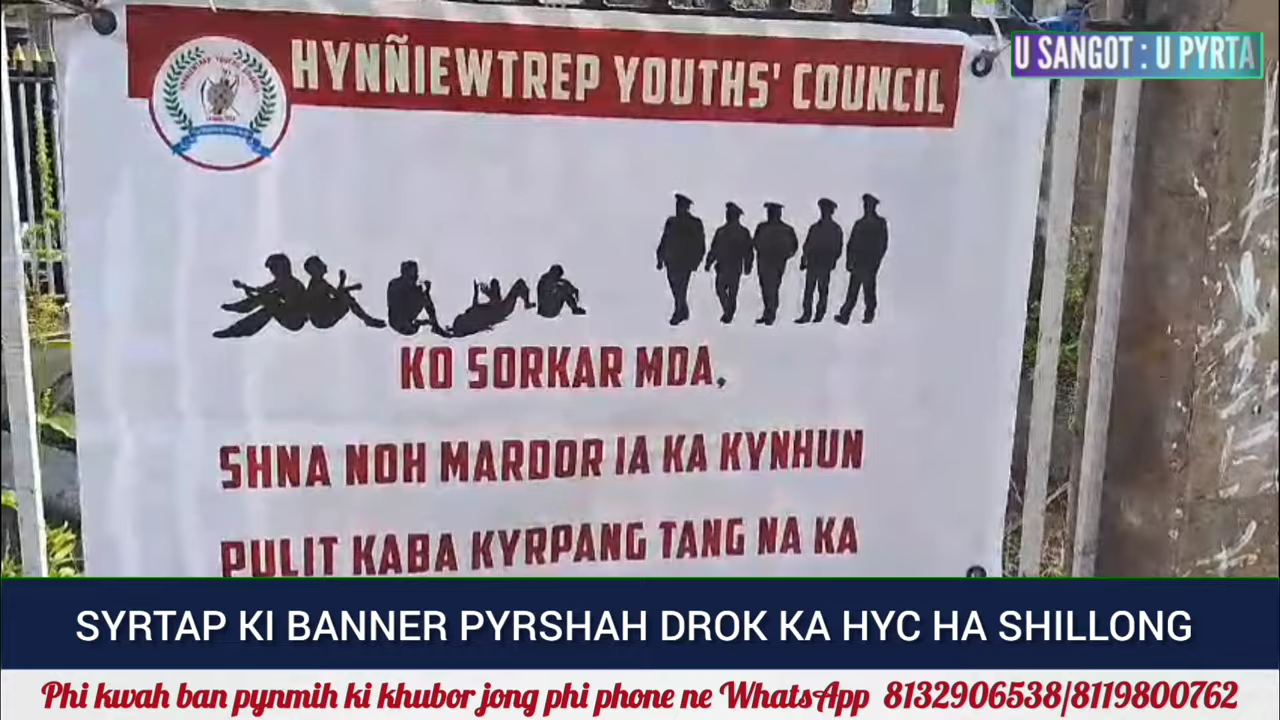 HYNÑIEWTREP YOUTHS' COUNCIL
U SANGOT : U PYRTA
KO SORKAR MDA,
SHNA NOH MARDOR IA KA KYNHUN
PULIT KABA KYRPANG TANG NA KA
SYRTAP KI BANNER PYRSHAH DROK KA HYC HA SHILLONG
Phi kwah ban pynmih ki khubor jong phi phone ne WhatsApp 8132906538/8119800762